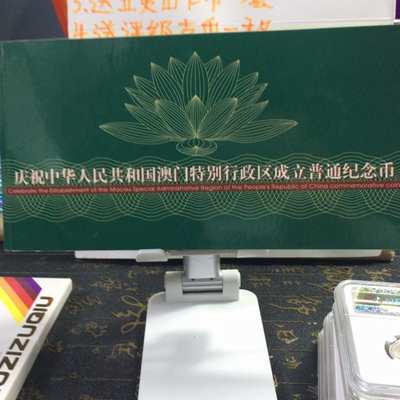 庆祝中华人民共和国澳门特别行政区成立普通纪念币
Celebrate the Establishment of the Macau Special Administrative Region of the People's Republic of China commemorative coin
OZIZUQIU